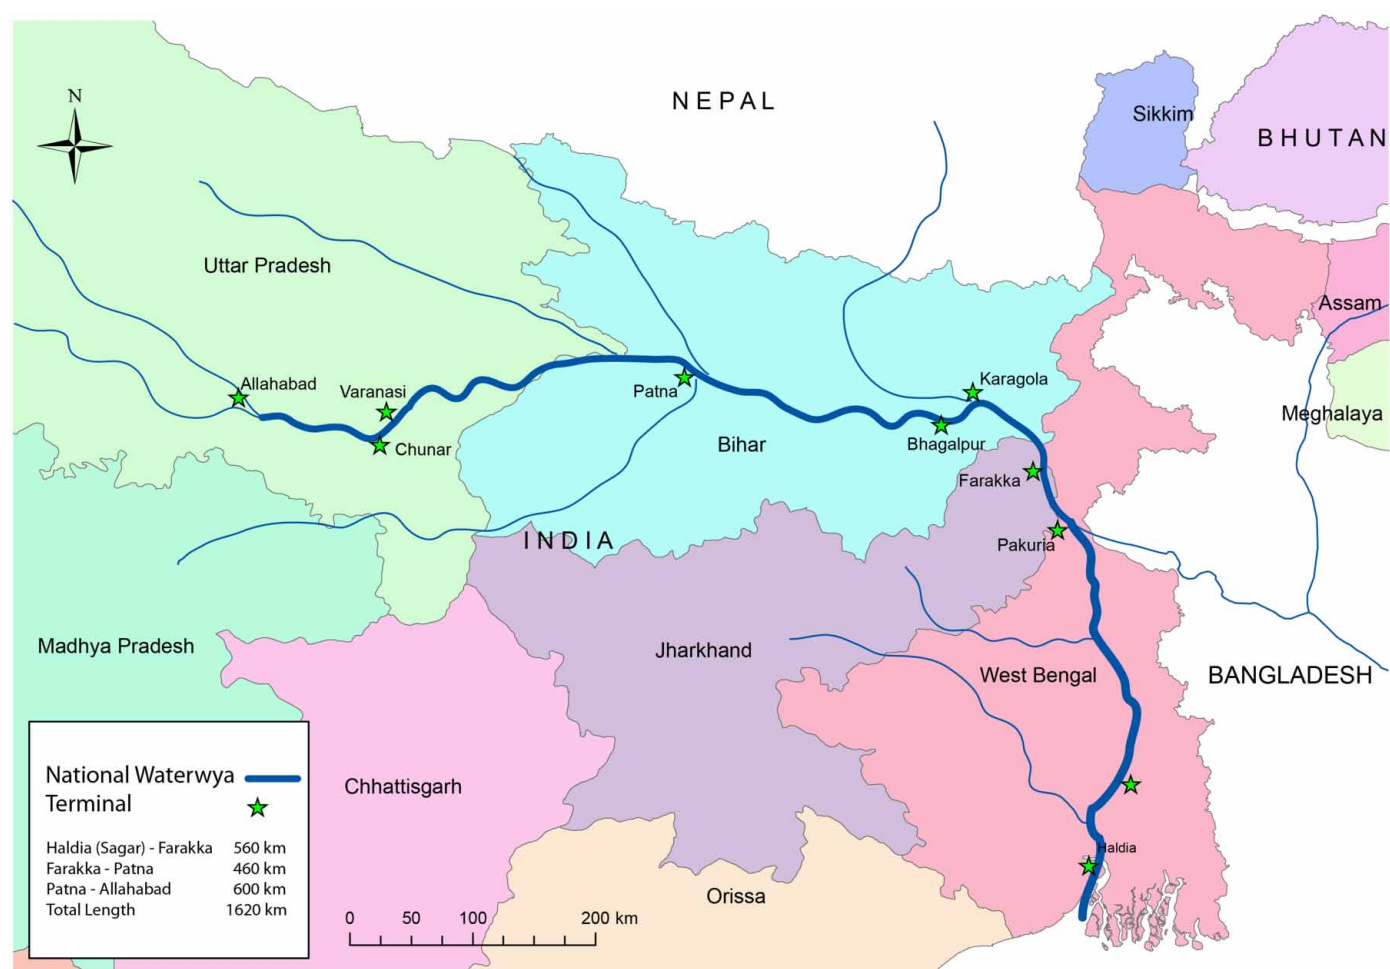 N
NEPAL
Sikkim
BHUTAN
Uttar Pradesh
Assam
Allahabad
Varanasi
Patna
Karagola
Meghalaya
Chunar
Bihar
Bhagalpur
Farakka
INDIA
Pakuria
Madhya Pradesh
Jharkhand
West Bengal
BANGLADESH
National Waterwya
Terminal
Chhattisgarh
Haldia (Sagar) - Farakka 560 km
Farakka - Patna 460 km
Patna - Allahabad 600 km
Total Length 1620 km
Haldia
Orissa
0 50 100 200 km